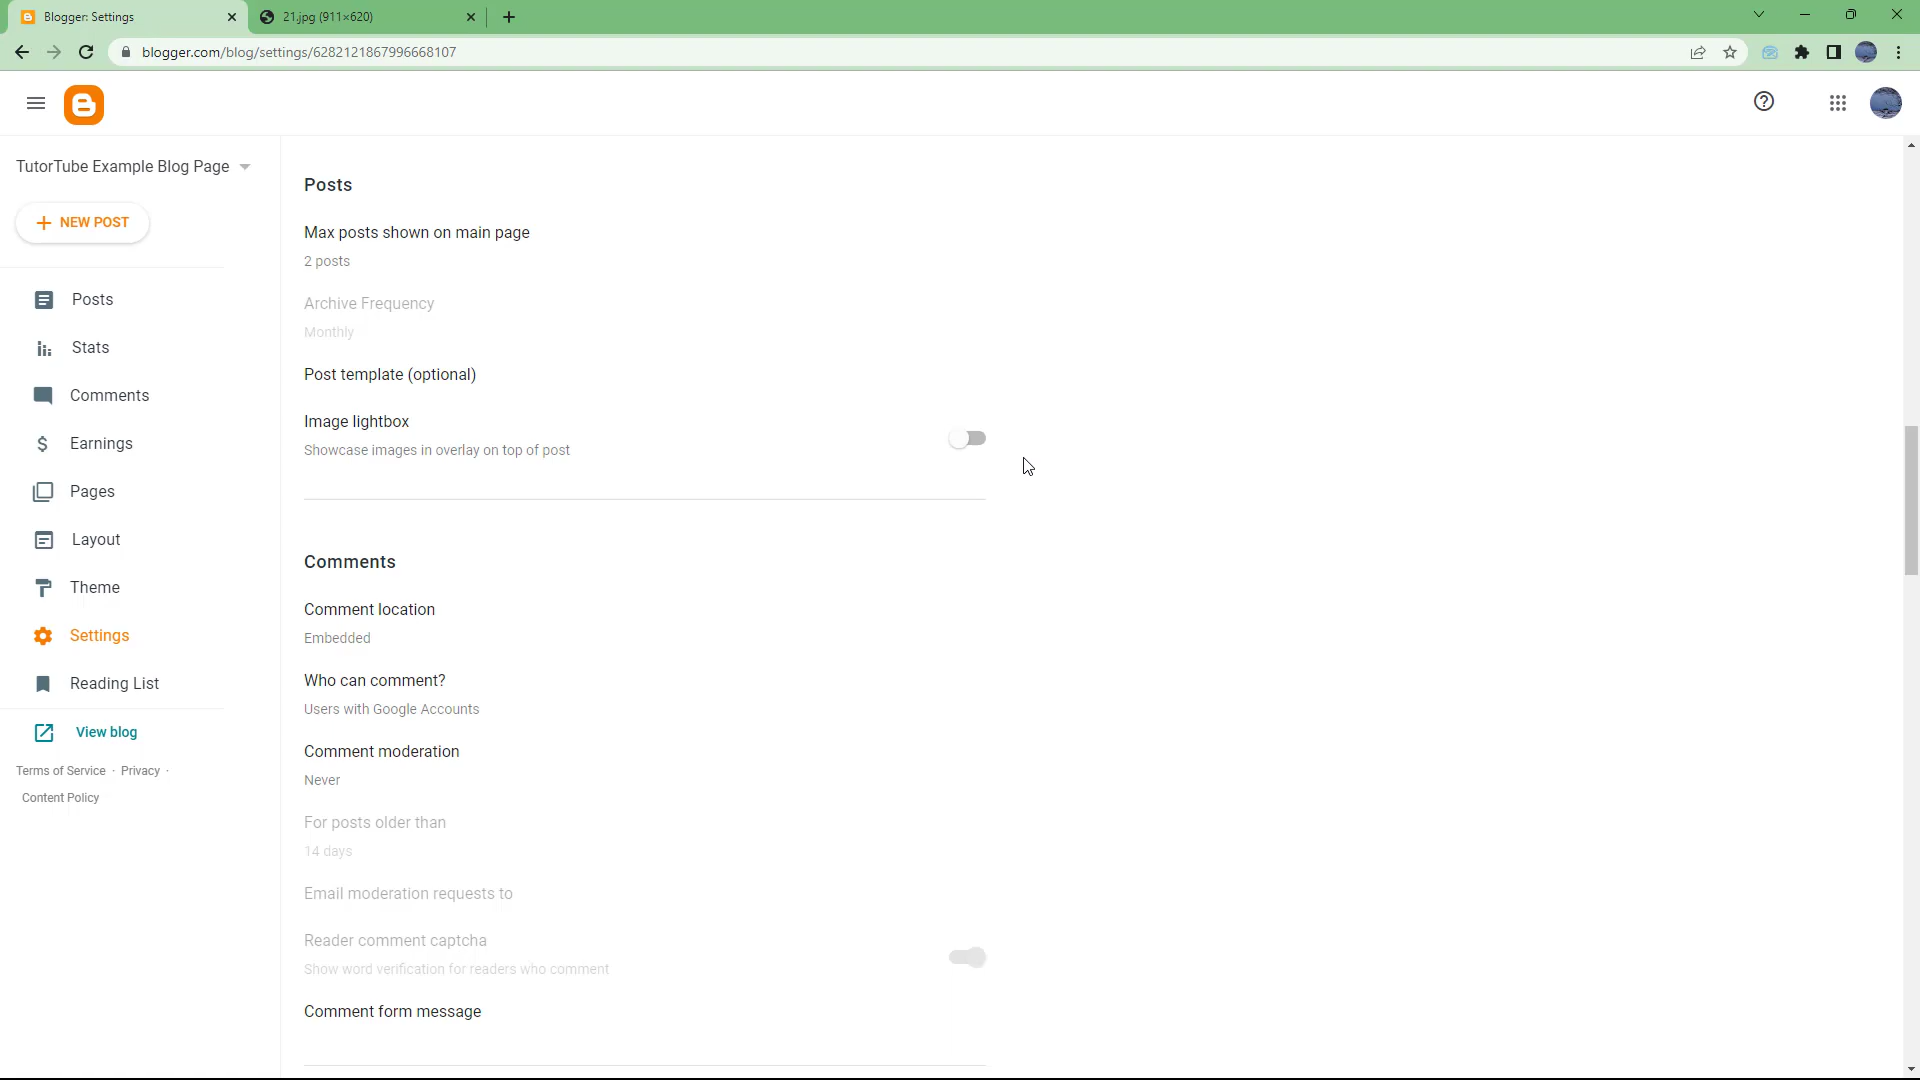 Blogger: Settings
21.jpg (911×620)
blogger.com/blog/settings/6282121867996668107
TutorTube Example Blog Page
NEW POST
Posts
Stats
Comments
Earnings
Pages
Layout
Theme
Settings
Reading List
View blog
Terms of Service · Privacy ·
Content Policy
Posts
Max posts shown on main page
2 posts
Archive Frequency
Monthly
Post template (optional)
Image lightbox
Showcase images in overlay on top of post
Comments
Comment location
Embedded
Who can comment?
Users with Google Accounts
Comment moderation
Never
For posts older than
14 days
Email moderation requests to
Reader comment captcha
Show word verification for readers who comment
Comment form message